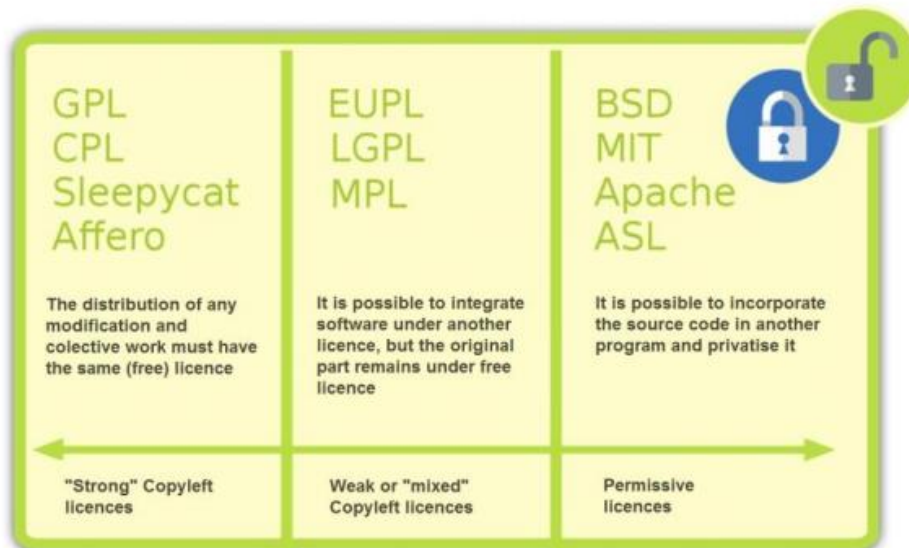 GPL
CPL
Sleepycat
Affero
The distribution of any
modification and
colective work must have
the same (free) licence
"Strong" Copyleft
licences
EUPL
LGPL
MPL
It is possible to integrate
software under another
licence, but the original
part remains under free
licence
Weak or "mixed"
Copyleft licences
BSD
MIT
Apache
ASL
It is possible to incorporate
the source code in another
program and privatise it
Permissive
licences